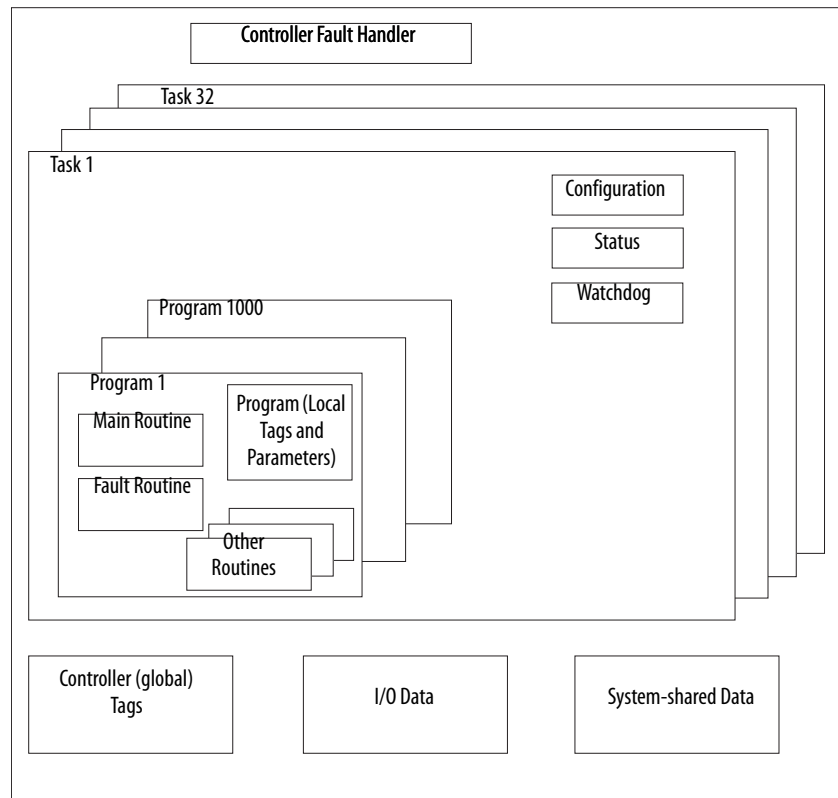 Controller Fault Handler
Task 32
Task 1
Configuration
Status
Watchdog
Program 1000
Program 1
Main Routine
Fault Routine
Program (Local
Tags and
Parameters)
Other
Routines
Controller (global)
Tags
I/O Data
System-shared Data